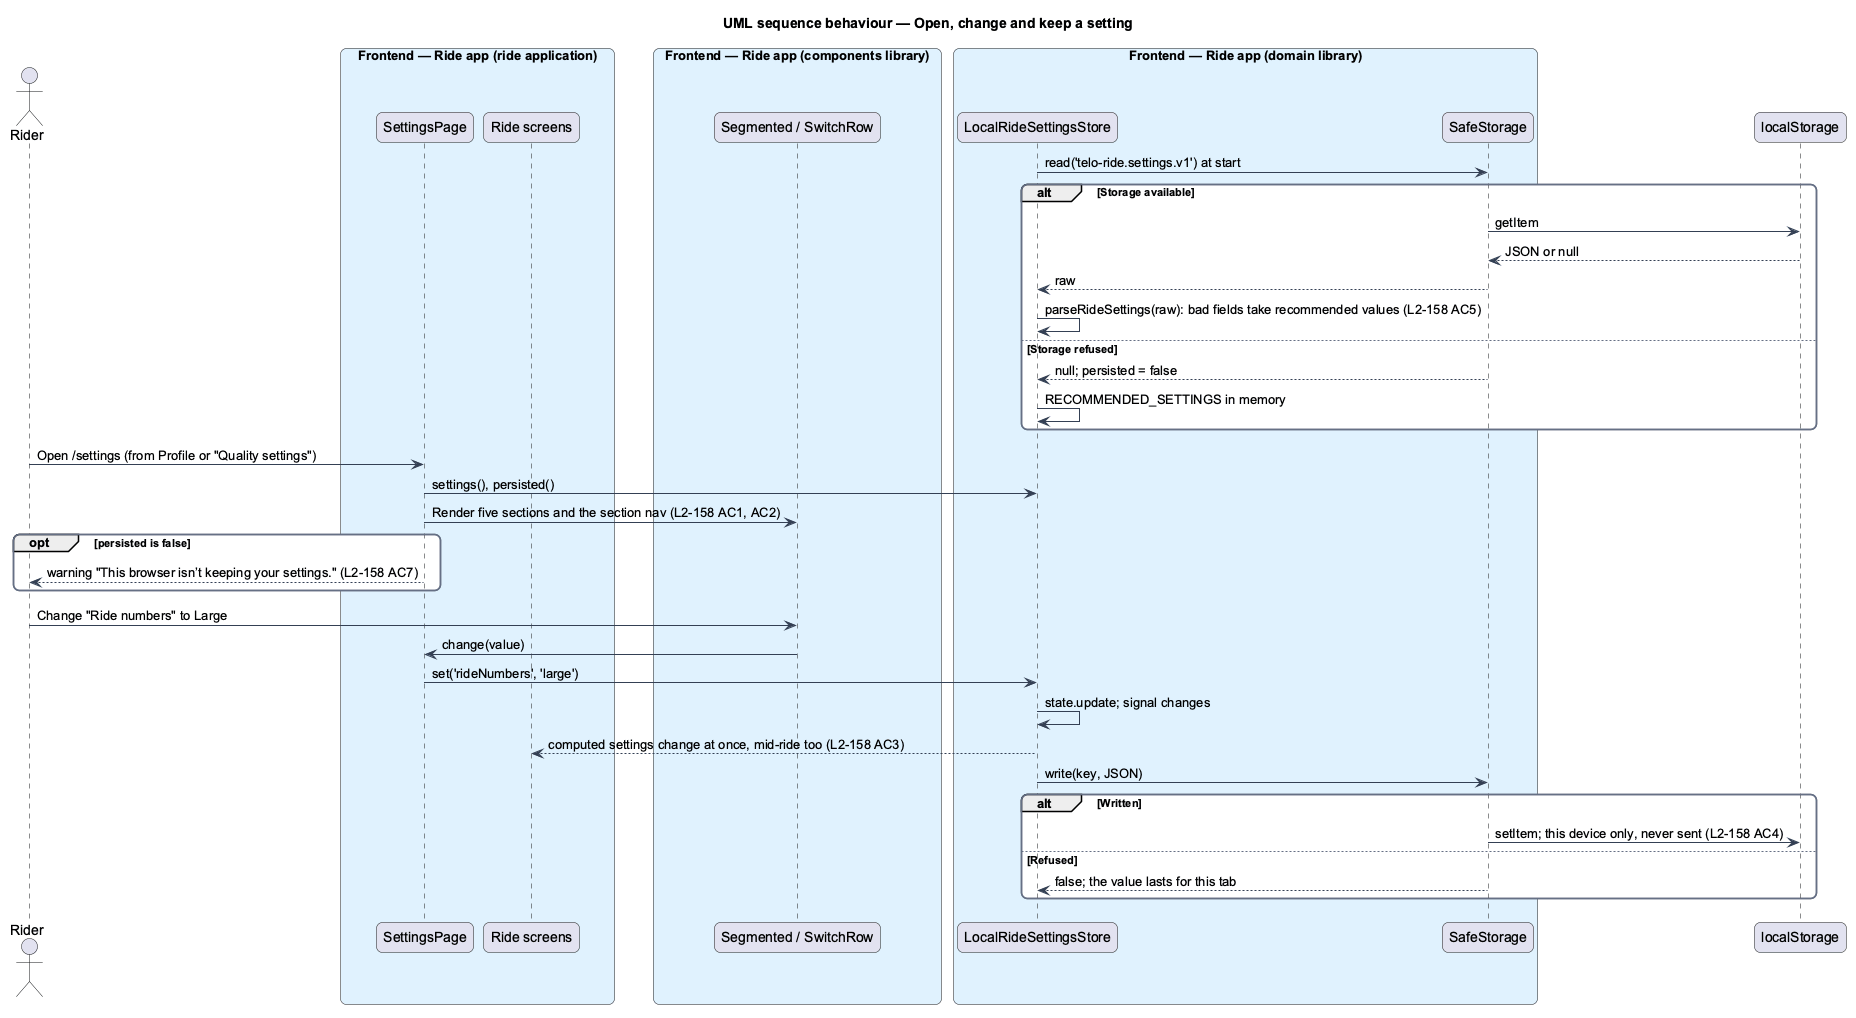 UML sequence behaviour — Open, change and keep a setting
Frontend — Ride app (ride application)
Frontend — Ride app (components library)
Frontend — Ride app (domain library)
Rider
SettingsPage
Ride screens
Segmented / SwitchRow
LocalRideSettingsStore
SafeStorage
localStorage
read('telo-ride.settings.v1') at start
alt
[Storage available]
getItem
JSON or null
raw
parseRideSettings(raw): bad fields take recommended values (L2-158 AC5)
[Storage refused]
null; persisted = false
RECOMMENDED_SETTINGS in memory
Open /settings (from Profile or "Quality settings")
settings(), persisted()
Render five sections and the section nav (L2-158 AC1, AC2)
opt
[persisted is false]
warning "This browser isn’t keeping your settings." (L2-158 AC7)
Change "Ride numbers" to Large
change(value)
set('rideNumbers', 'large')
state.update; signal changes
computed settings change at once, mid-ride too (L2-158 AC3)
write(key, JSON)
alt
[Written]
setItem; this device only, never sent (L2-158 AC4)
[Refused]
false; the value lasts for this tab
Rider
SettingsPage
Ride screens
Segmented / SwitchRow
LocalRideSettingsStore
SafeStorage
localStorage